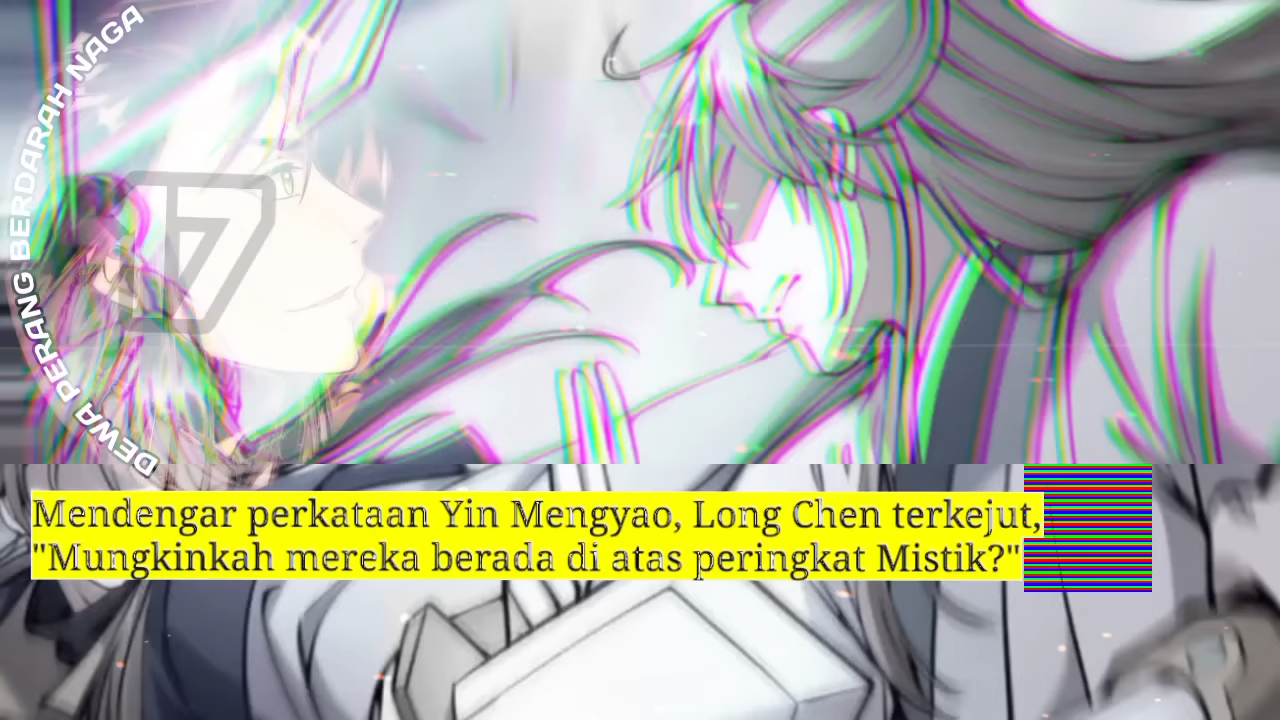 DEWA PERANG BERDARAH NAGA
Mendengar perkataan Yin Mengyao, Long Chen terkejut,
"Mungkinkah mereka berada di atas peringkat Mistik?"